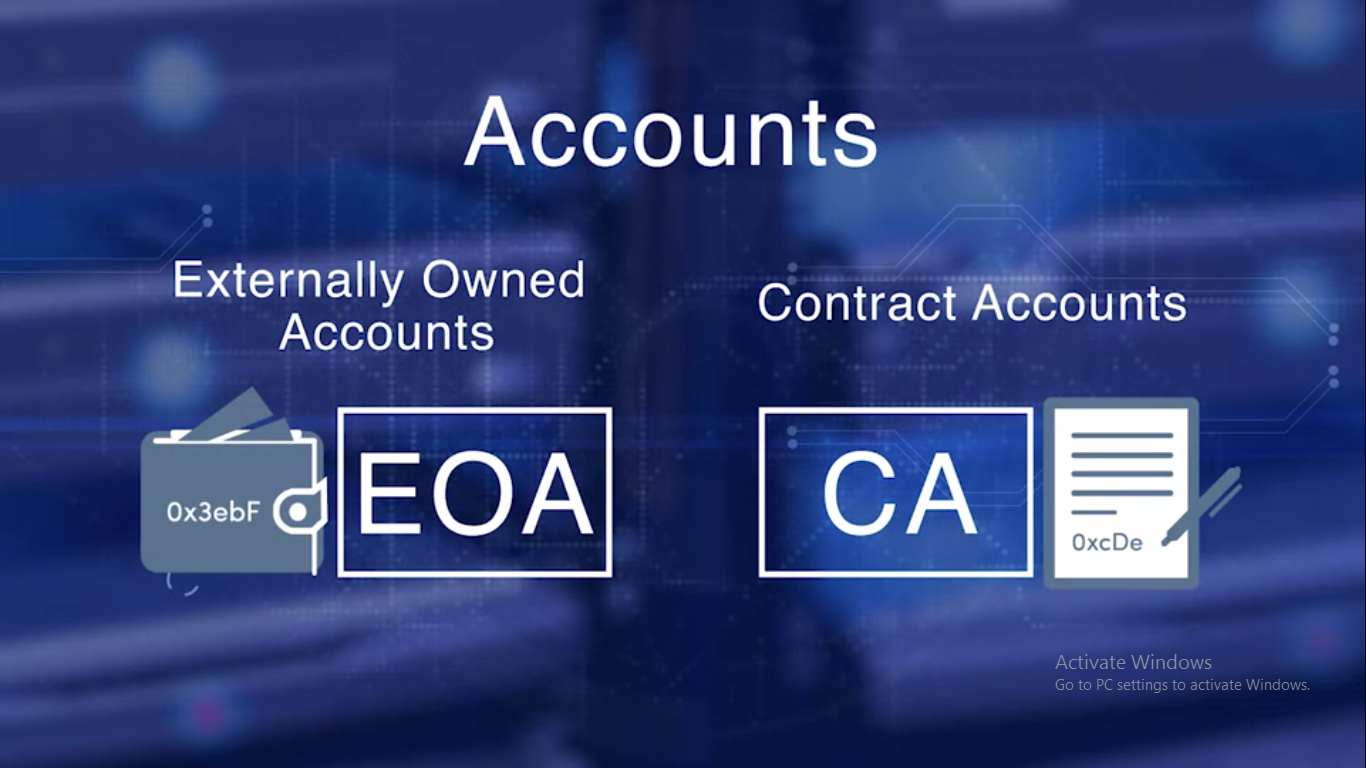 Accounts
Externally Owned
Accounts
Contract Accounts
0x3ebF
EOA
CA
0xcDe
Activate Windows
Go to PC settings to activate Windows.